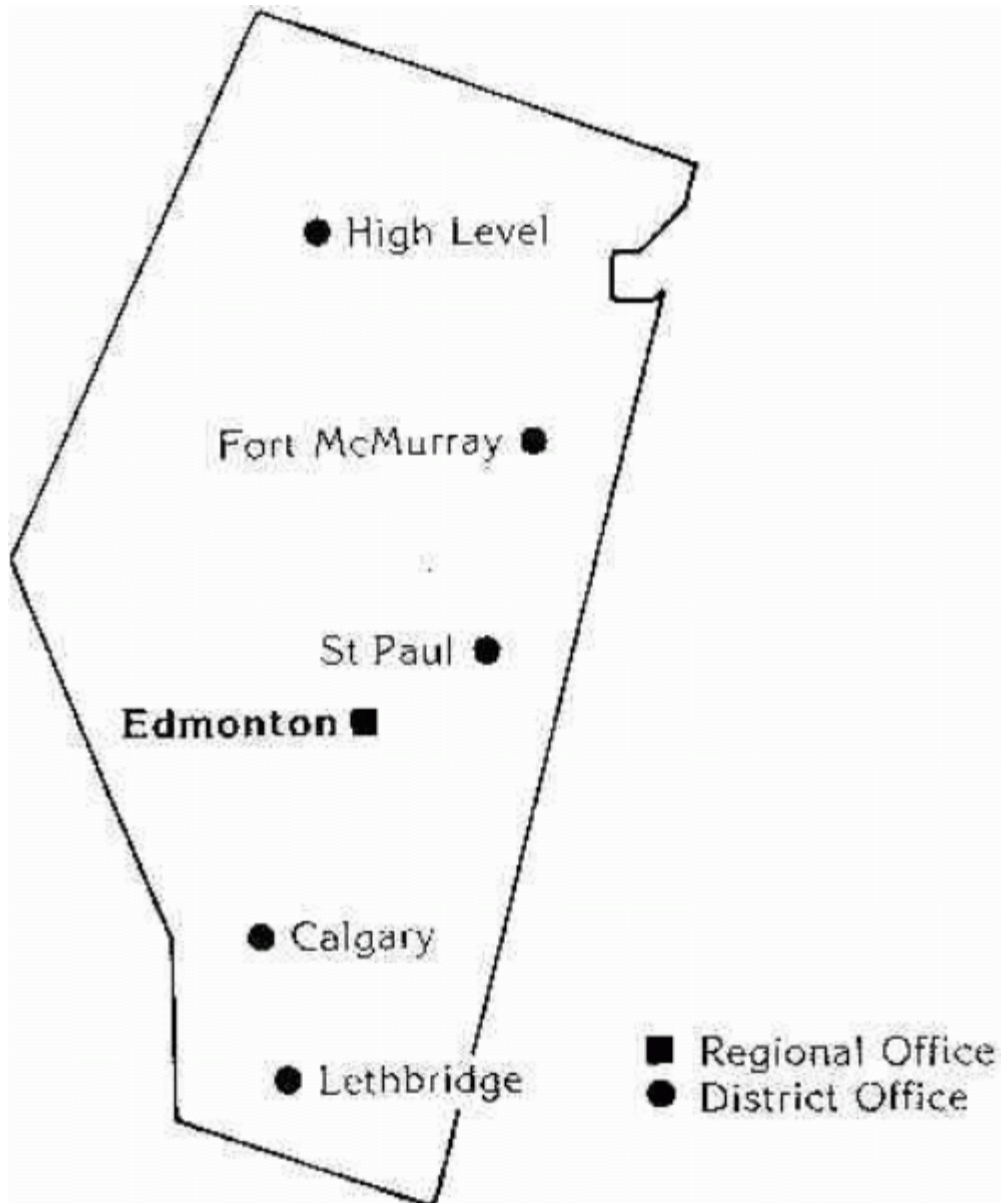 High Level
Fort McMurray
St Paul
Edmonton
Calgary
Lethbridge
Regional Office
District Office